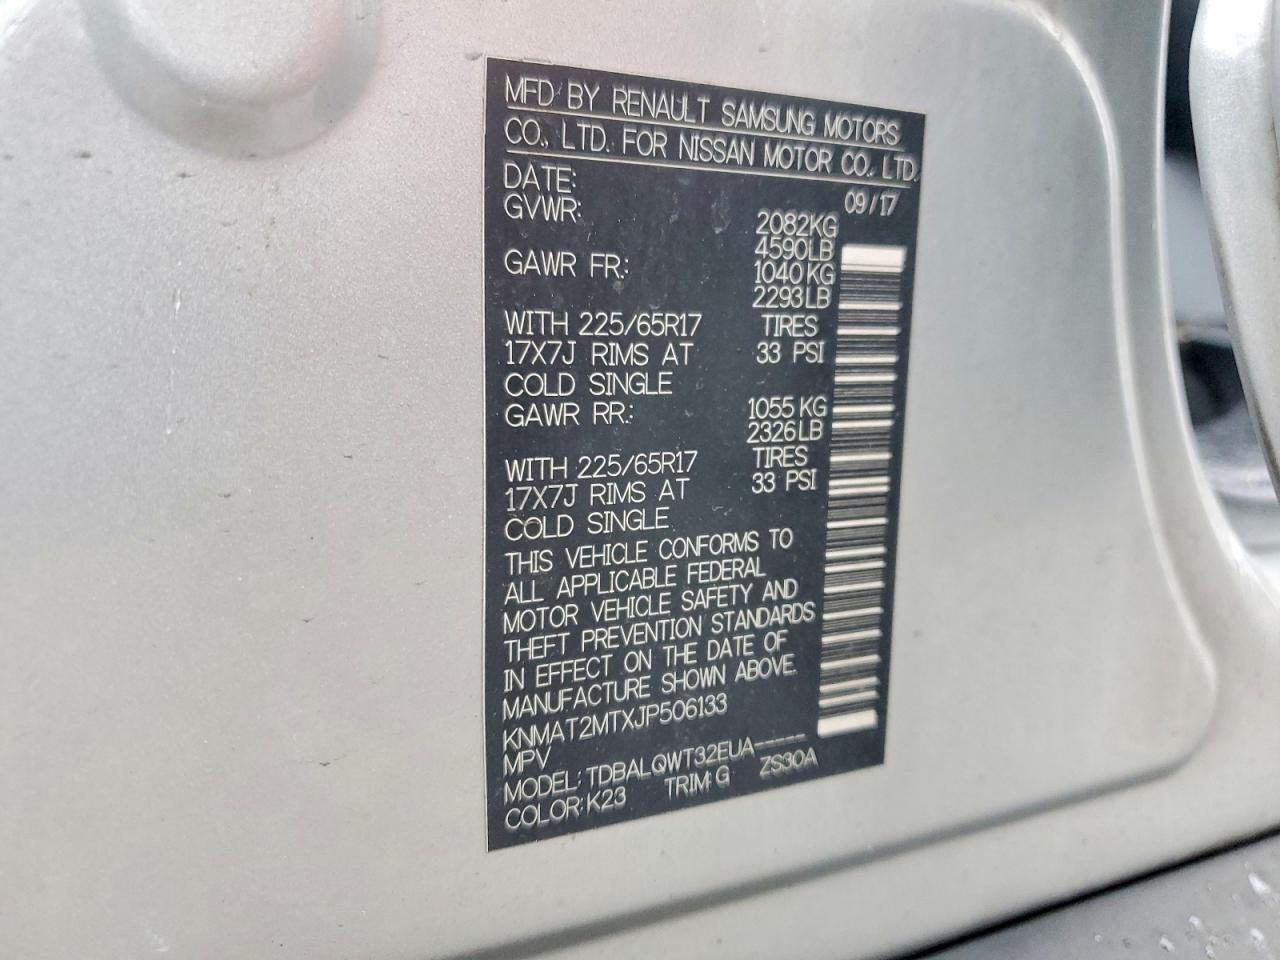 MFD BY RENAULT SAMSUNG MOTORS
CO., LTD. FOR NISSAN MOTOR CO., LTD.
DATE: 09/17
GVWR: 2082KG
4590LB
GAWR FR.: 1040KG
2293LB
WITH 225/65R17 TIRES
17X7J RIMS AT 33 PSI
COLD SINGLE
GAWR RR.: 1055KG
2326LB
WITH 225/65R17 TIRES
17X7J RIMS AT 33 PSI
COLD SINGLE
THIS VEHICLE CONFORMS TO
ALL APPLICABLE FEDERAL
MOTOR VEHICLE SAFETY AND
THEFT PREVENTION STANDARDS
IN EFFECT ON THE DATE OF
MANUFACTURE SHOWN ABOVE.
KNMAT2MTXJP506133
MPV
MODEL: TDBALQWT32EUA-----
COLOR: K23 TRIM: G ZS30A